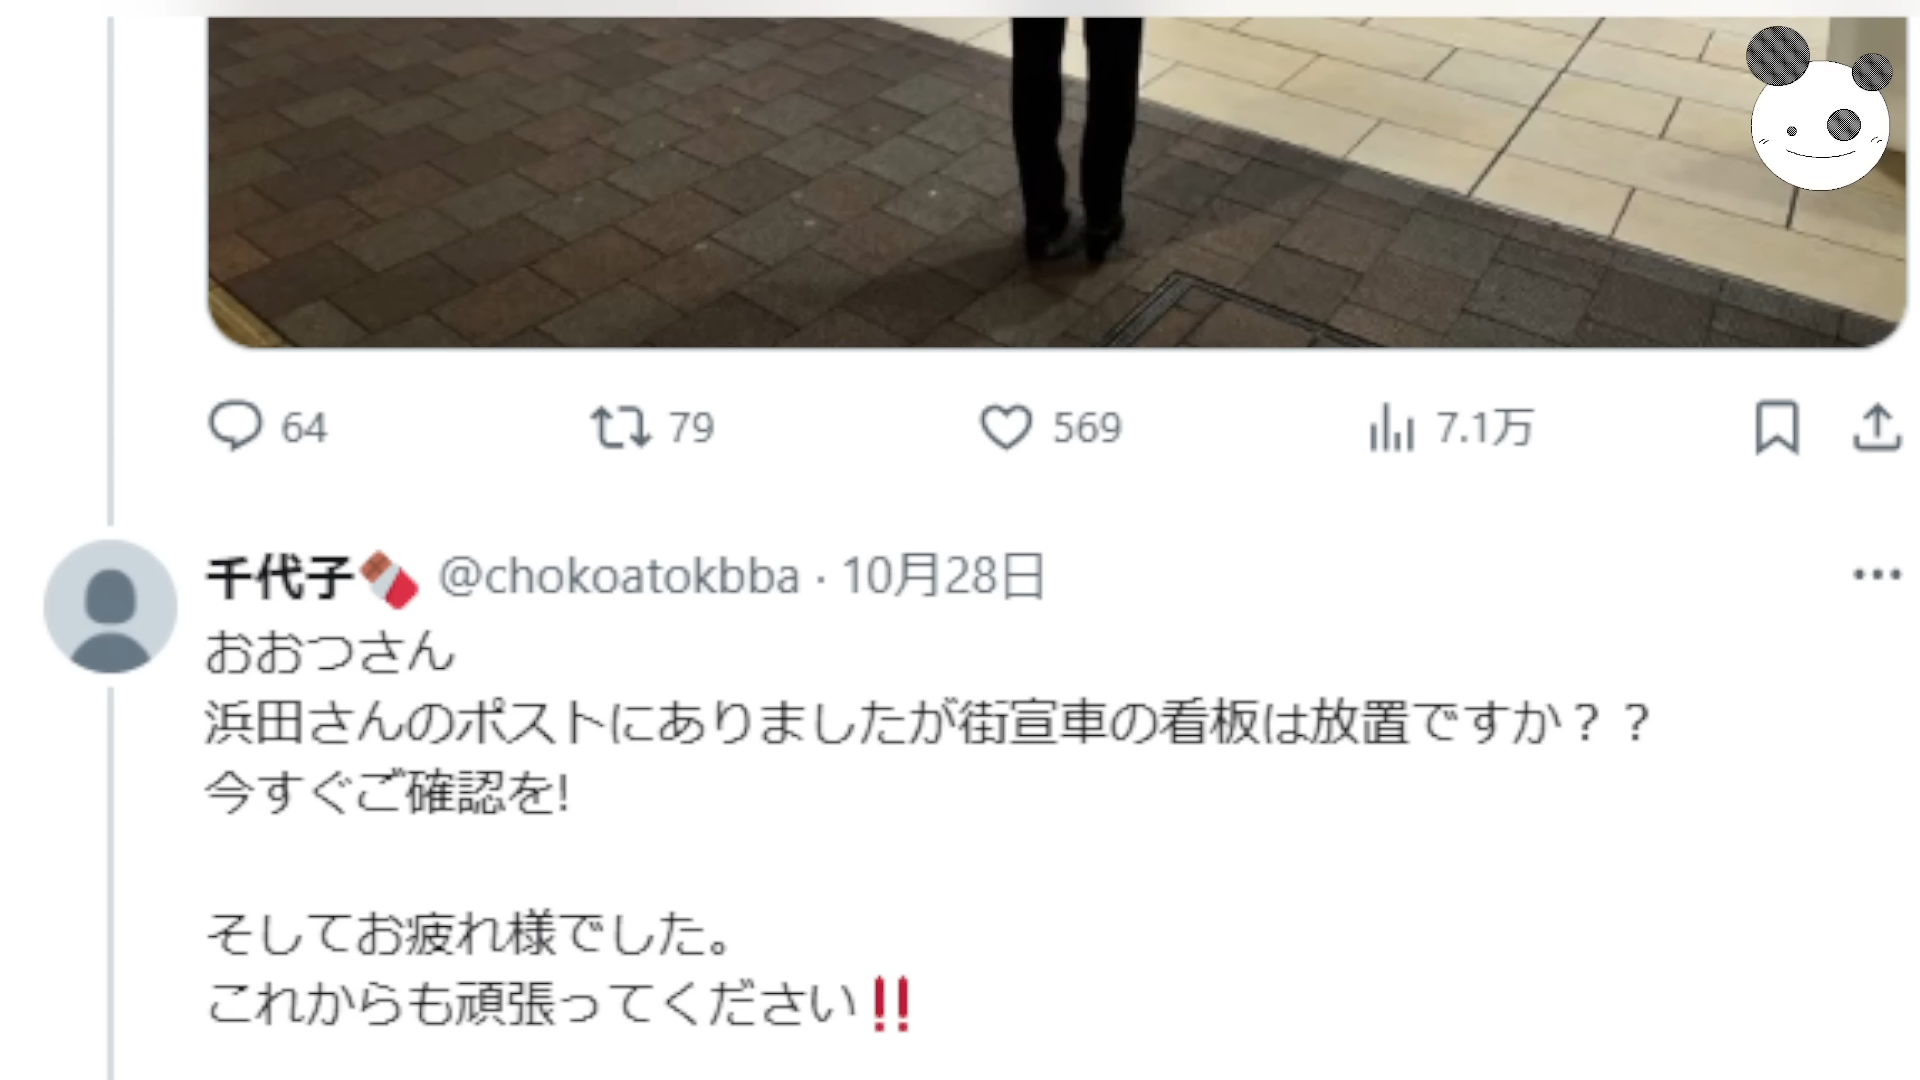 64 79 569 7.1万
千代子🍫 @chokoatokbba · 10月28日
おおつさん
浜田さんのポストにありましたが街宣車の看板は放置ですか？？
今すぐご確認を!
そしてお疲れ様でした。
これからも頑張ってください‼️